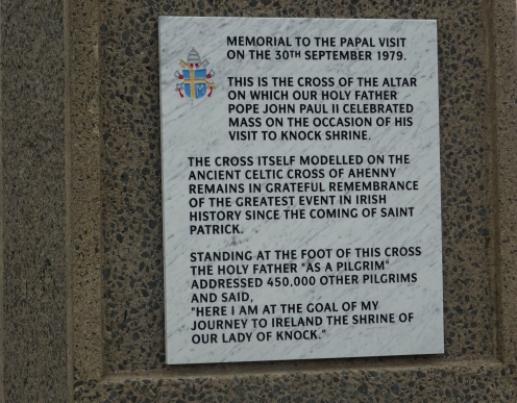 MEMORIAL TO THE PAPAL VISIT
ON THE 30TH SEPTEMBER 1979.
THIS IS THE CROSS OF THE ALTAR
ON WHICH OUR HOLY FATHER
POPE JOHN PAUL II CELEBRATED
MASS ON THE OCCASION OF HIS
VISIT TO KNOCK SHRINE.
THE CROSS ITSELF MODELLED ON THE
ANCIENT CELTIC CROSS OF AHENNY
REMAINS IN GRATEFUL REMEMBRANCE
OF THE GREATEST EVENT IN IRISH
HISTORY SINCE THE COMING OF SAINT
PATRICK.
STANDING AT THE FOOT OF THIS CROSS
THE HOLY FATHER "AS A PILGRIM"
ADDRESSED 450,000 OTHER PILGRIMS
AND SAID,
"HERE I AM AT THE GOAL OF MY
JOURNEY TO IRELAND THE SHRINE OF
OUR LADY OF KNOCK."